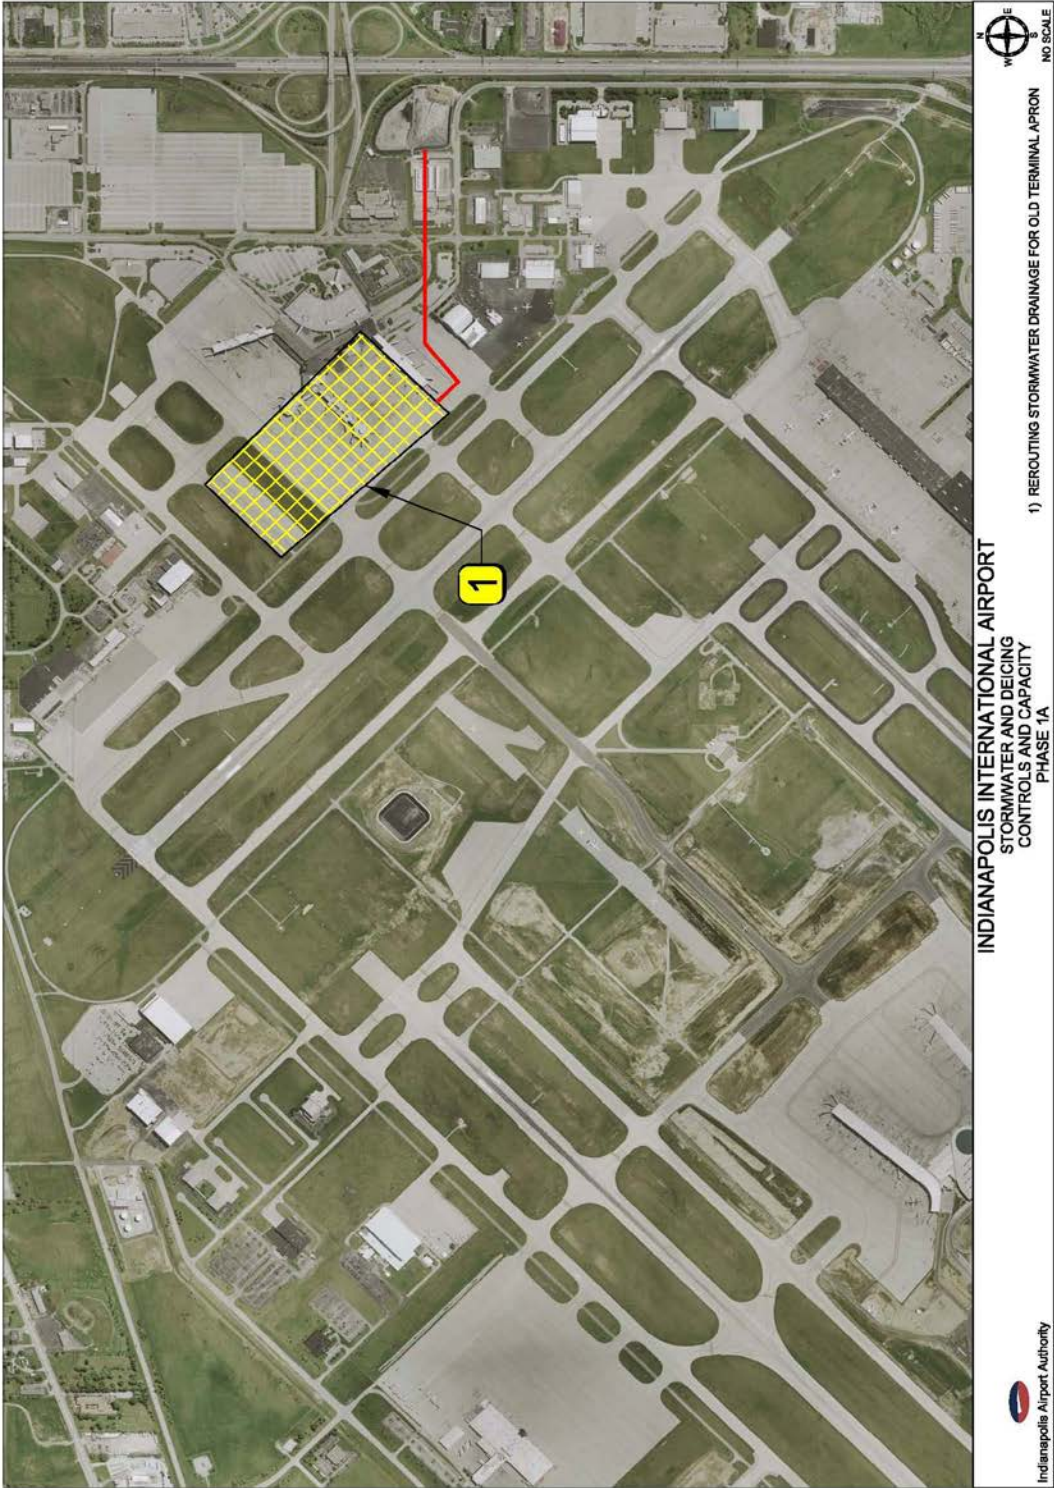 1
INDIANAPOLIS INTERNATIONAL AIRPORT
STORMWATER AND DEICING
CONTROLS AND CAPACITY
PHASE 1A
1) REROUTING STORMWATER DRAINAGE FOR OLD TERMINAL APRON
N
W E
S
NO SCALE
Indianapolis Airport Authority